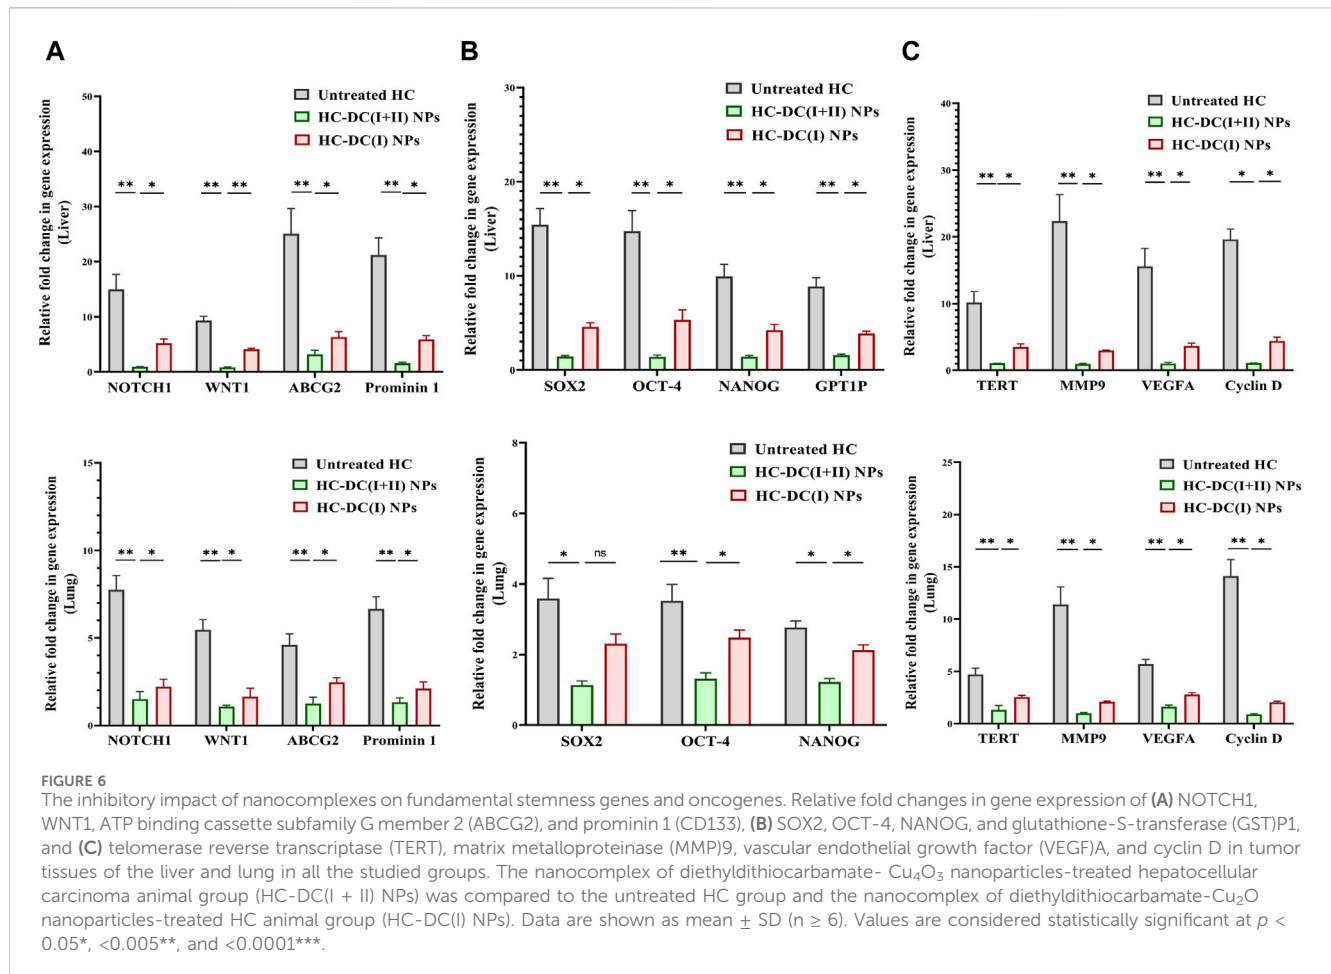 A
Relative fold change in gene expression
(Liver)
50
40
30
20
10
0
Untreated HC
HC-DC(I+II) NPs
HC-DC(I) NPs
** * ** ** ** * ** *
NOTCH1 WNT1 ABCG2 Prominin 1
B
Relative fold change in gene expression
(Liver)
30
25
20
15
10
5
0
Untreated HC
HC-DC(I+II) NPs
HC-DC(I) NPs
** * ** * ** * ** *
SOX2 OCT-4 NANOG GPT1P
C
Relative fold change in gene expression
(Liver)
40
30
20
10
0
Untreated HC
HC-DC(I+II) NPs
HC-DC(I) NPs
** * ** * ** * * *
TERT MMP9 VEGFA Cyclin D
Relative fold change in gene expression
(Lung)
15
10
5
0
Untreated HC
HC-DC(I+II) NPs
HC-DC(I) NPs
** * ** * ** * ** *
NOTCH1 WNT1 ABCG2 Prominin 1
Relative fold change in gene expression
(Lung)
8
6
4
2
0
Untreated HC
HC-DC(I+II) NPs
HC-DC(I) NPs
* ns ** * * *
SOX2 OCT-4 NANOG
Relative fold change in gene expression
(Lung)
25
20
15
10
5
0
Untreated HC
HC-DC(I+II) NPs
HC-DC(I) NPs
** * ** * ** * ** *
TERT MMP9 VEGFA Cyclin D
FIGURE 6
The inhibitory impact of nanocomplexes on fundamental stemness genes and oncogenes. Relative fold changes in gene expression of (A) NOTCH1,
WNT1, ATP binding cassette subfamily G member 2 (ABCG2), and prominin 1 (CD133), (B) SOX2, OCT-4, NANOG, and glutathione-S-transferase (GST)P1,
and (C) telomerase reverse transcriptase (TERT), matrix metalloproteinase (MMP)9, vascular endothelial growth factor (VEGF)A, and cyclin D in tumor
tissues of the liver and lung in all the studied groups. The nanocomplex of diethyldithiocarbamate- Cu₄O₃ nanoparticles-treated hepatocellular
carcinoma animal group (HC-DC(I + II) NPs) was compared to the untreated HC group and the nanocomplex of diethyldithiocarbamate-Cu₂O
nanoparticles-treated HC animal group (HC-DC(I) NPs). Data are shown as mean ± SD (n ≥ 6). Values are considered statistically significant at p <
0.05*, <0.005**, and <0.0001***.